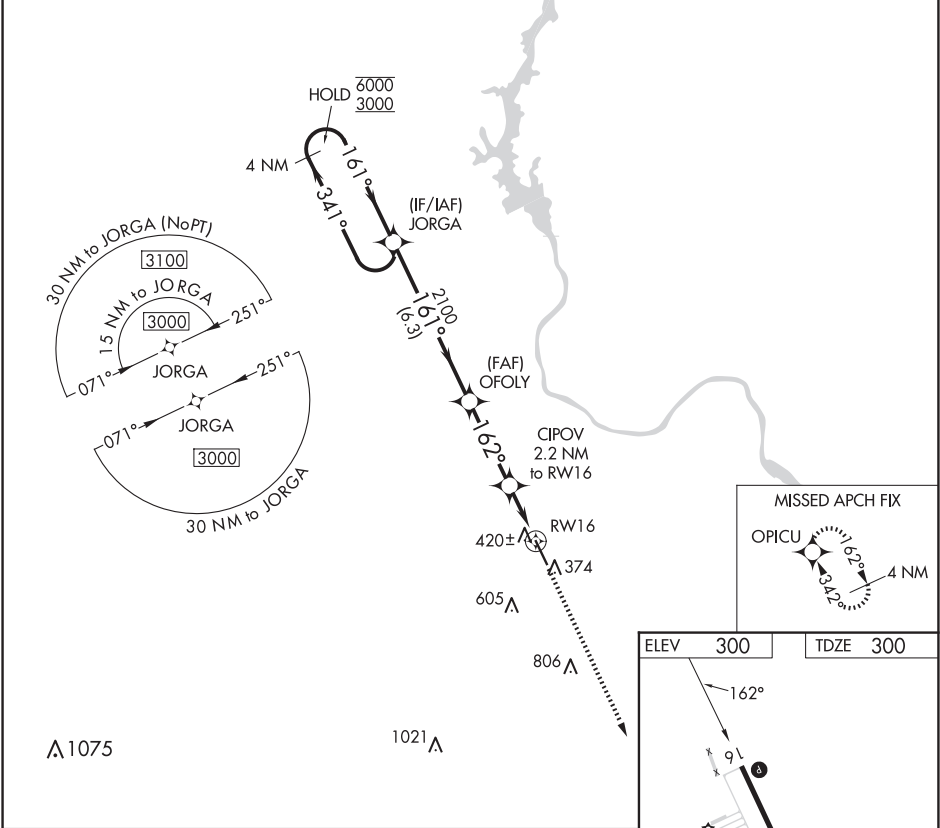 HOLD 6000
3000
4 NM
161°
341°
(IF/IAF)
JORGA
2100
161°
(6.3)
30 NM to JORGA (NoPT)
3100
15 NM to JORGA
3000
251°
071°
JORGA
251°
071°
JORGA
3000
30 NM to JORGA
(FAF)
OFOLY
162°
CIPOV
2.2 NM
to RW16
RW16
420±
374
605
806
1021
1075
MISSED APCH FIX
OPICU
162°
342°
4 NM
ELEV 300
TDZE 300
162°
16
x
x
P